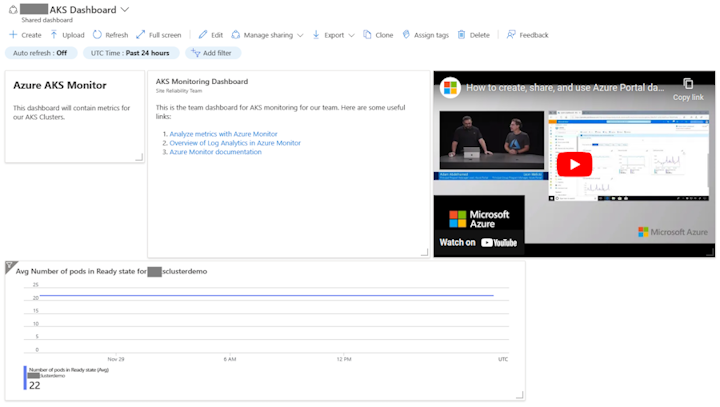 AKS Dashboard
Shared dashboard
Create Upload Refresh Full screen Edit Manage sharing Export Clone Assign tags Delete Feedback
Auto refresh : Off UTC Time : Past 24 hours Add filter
Azure AKS Monitor
This dashboard will contain metrics for
our AKS Clusters.
AKS Monitoring Dashboard
Site Reliability Team
This is the team dashboard for AKS monitoring for our team. Here are some useful
links:
1. Analyze metrics with Azure Monitor
2. Overview of Log Analytics in Azure Monitor
3. Azure Monitor documentation
How to create, share, and use Azure Portal da...
Copy link
Microsoft
Azure
Watch on YouTube
Microsoft Azure
Avg Number of pods in Ready state for sclusterdemo
25
20
15
10
5
0
Nov 29 6 AM 12 PM UTC
Number of pods in Ready state (Avg)
sclusterdemo
22